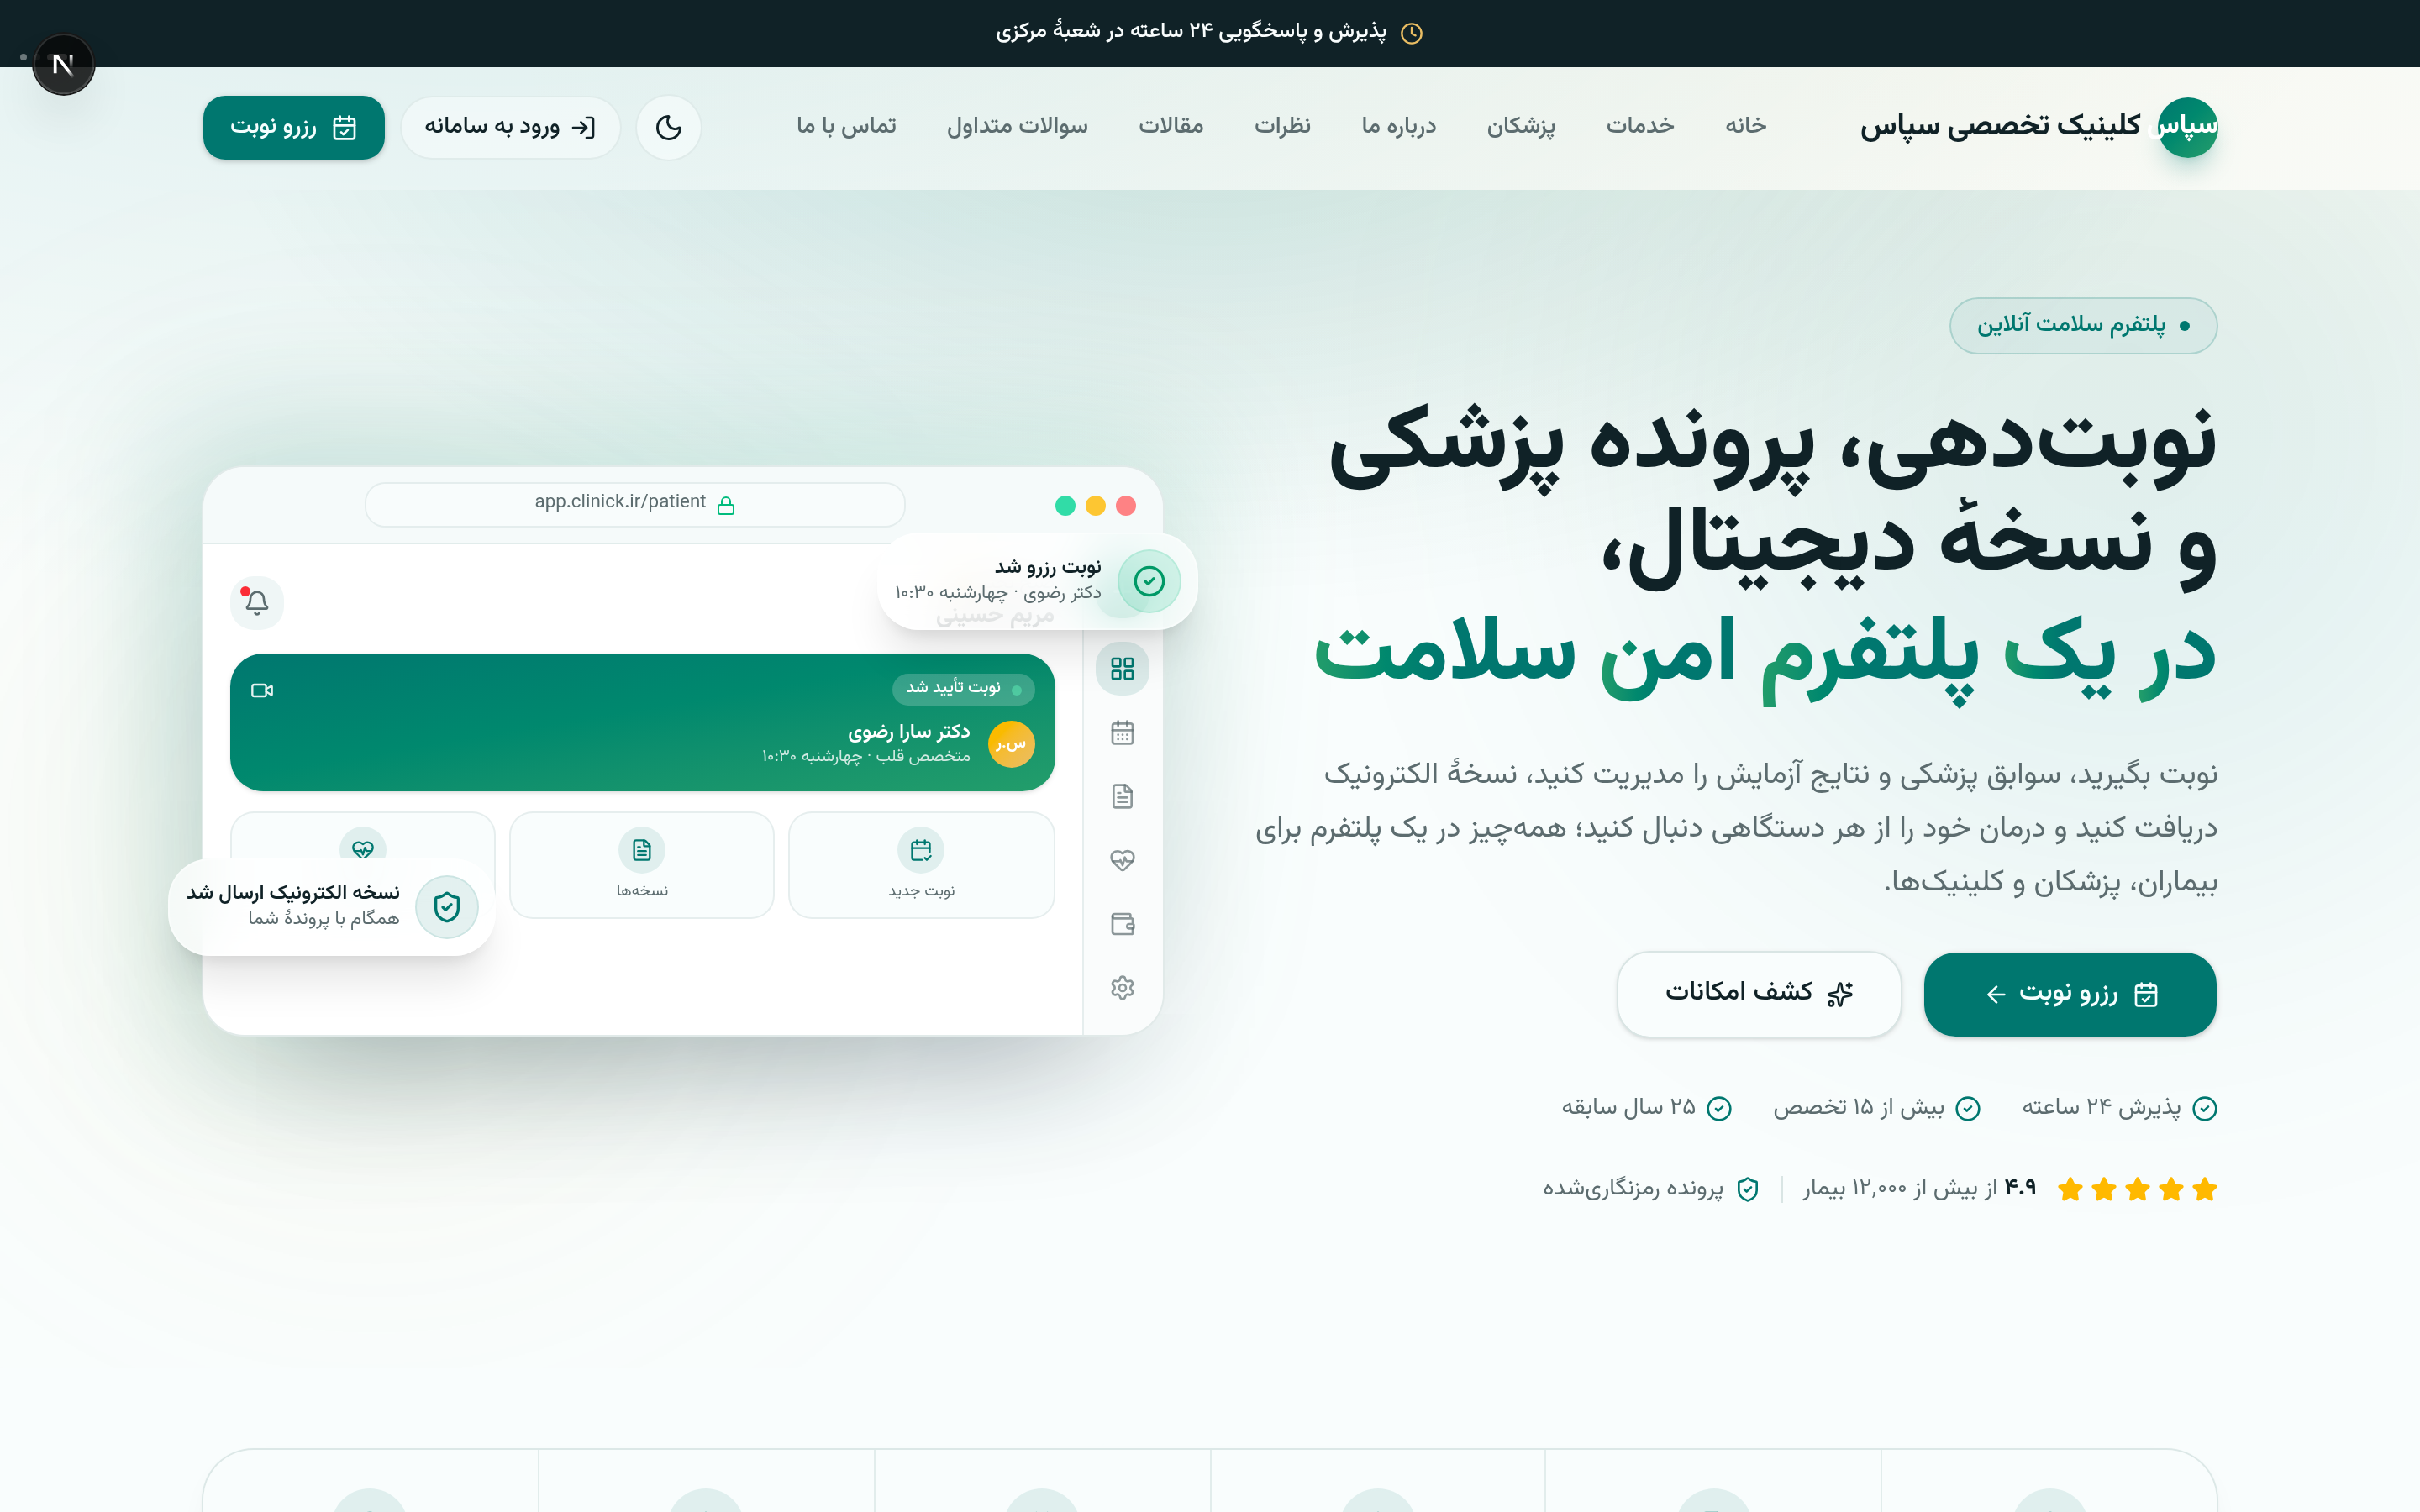 پذیرش و پاسخگویی ۲۴ ساعته در شعبهٔ مرکزی
سپاس
کلینیک تخصصی سپاس
خانه
خدمات
پزشکان
درباره ما
نظرات
مقالات
سوالات متداول
تماس با ما
ورود به سامانه
رزرو نوبت
N
پلتفرم سلامت آنلاین
نوبت‌دهی، پرونده پزشکی
و نسخهٔ دیجیتال،
در یک پلتفرم امن سلامت
نوبت بگیرید، سوابق پزشکی و نتایج آزمایش را مدیریت کنید، نسخهٔ الکترونیک
دریافت کنید و درمان خود را از هر دستگاهی دنبال کنید؛ همه‌چیز در یک پلتفرم برای
بیماران، پزشکان و کلینیک‌ها.
رزرو نوبت
کشف امکانات
پذیرش ۲۴ ساعته
بیش از ۱۵ تخصص
۲۵ سال سابقه
۴.۹ از بیش از ۱۲,۰۰۰ بیمار
پرونده رمزنگاری‌شده
app.clinick.ir/patient
نوبت رزرو شد
دکتر رضوی · چهارشنبه ۱۰:۳۰
مریم حسینی
نوبت تأیید شد
س.ر
دکتر سارا رضوی
متخصص قلب · چهارشنبه ۱۰:۳۰
نوبت جدید
نسخه‌ها
نسخه الکترونیک ارسال شد
همگام با پروندهٔ شما